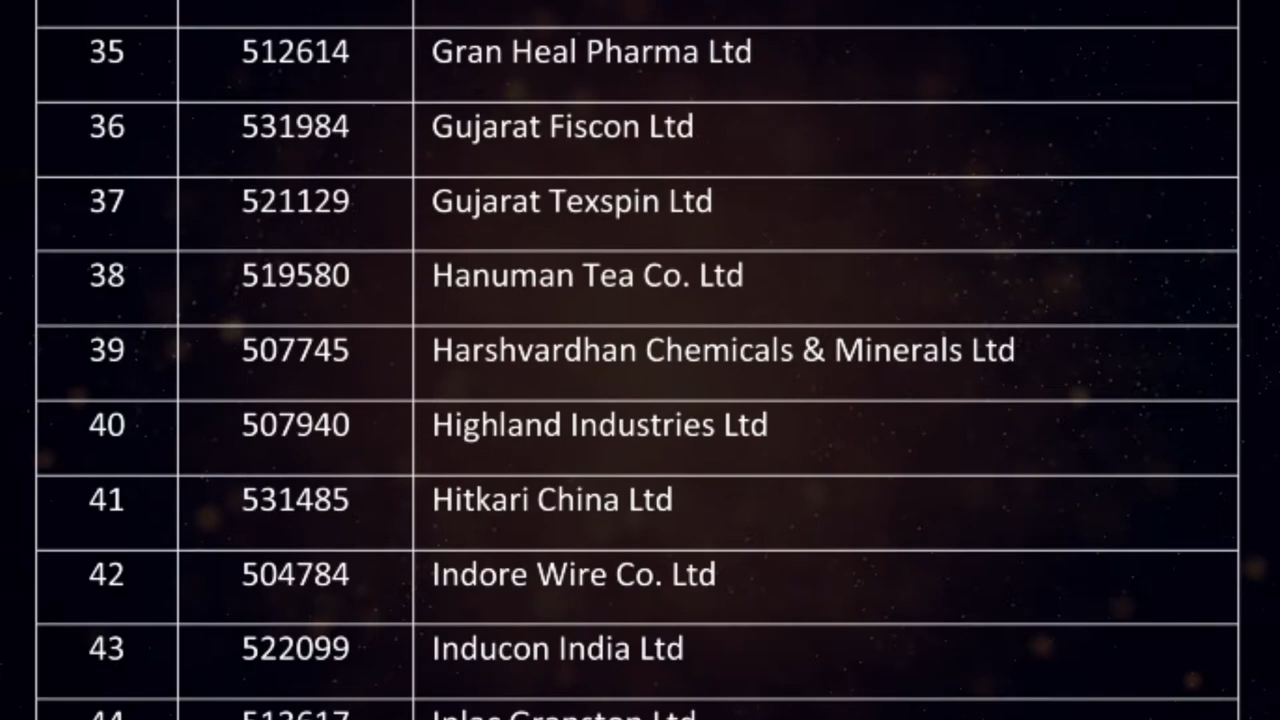 35 512614 Gran Heal Pharma Ltd
36 531984 Gujarat Fiscon Ltd
37 521129 Gujarat Texspin Ltd
38 519580 Hanuman Tea Co. Ltd
39 507745 Harshvardhan Chemicals & Minerals Ltd
40 507940 Highland Industries Ltd
41 531485 Hitkari China Ltd
42 504784 Indore Wire Co. Ltd
43 522099 Inducon India Ltd
44 Ltd